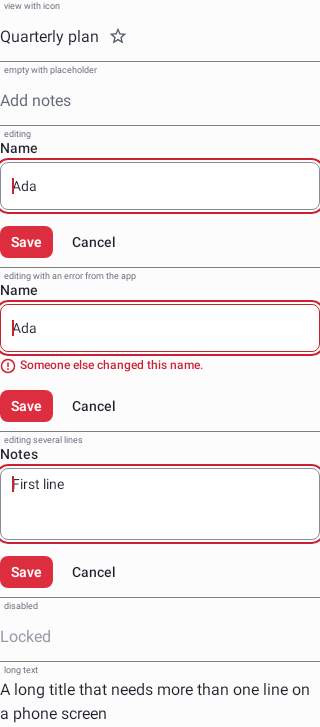 view with icon
Quarterly plan
empty with placeholder
Add notes
editing
Name
Ada
Save Cancel
editing with an error from the app
Name
Ada
Someone else changed this name.
Save Cancel
editing several lines
Notes
First line
Save Cancel
disabled
Locked
long text
A long title that needs more than one line on
a phone screen